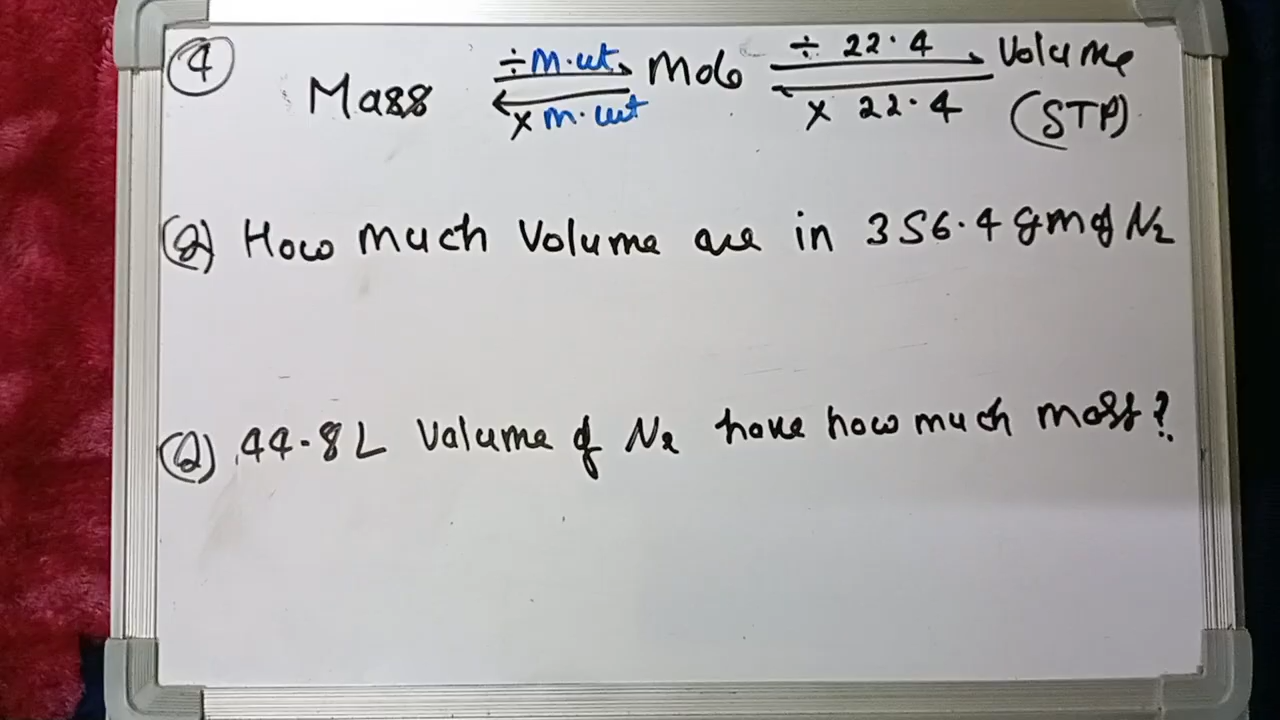 4
Mass ÷ m.wt Mole ÷ 22.4 Volume
× m.wt × 22.4 (STP)
(Q) How much Volume are in 356.4 gm of N2
(Q) 44.8 L Volume of N2 have how much mass?